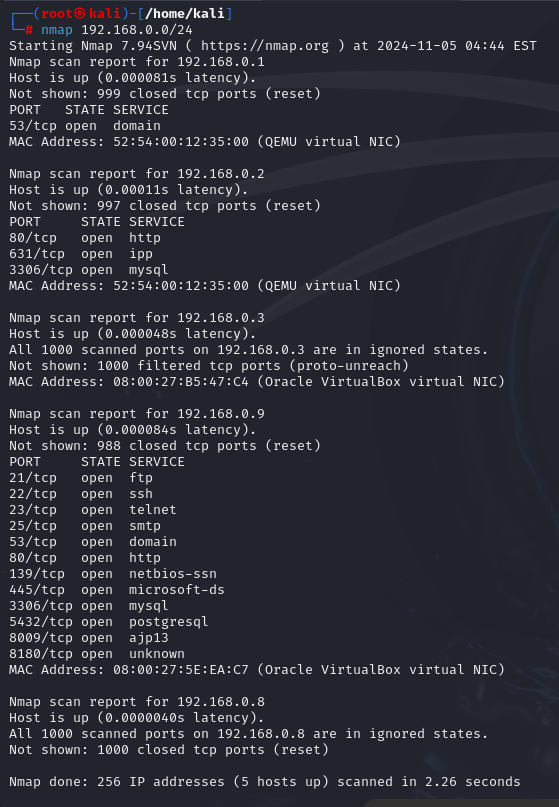 ┌──(root㉿kali)-[/home/kali]
└─# nmap 192.168.0.0/24
Starting Nmap 7.94SVN ( https://nmap.org ) at 2024-11-05 04:44 EST
Nmap scan report for 192.168.0.1
Host is up (0.000081s latency).
Not shown: 999 closed tcp ports (reset)
PORT   STATE SERVICE
53/tcp open  domain
MAC Address: 52:54:00:12:35:00 (QEMU virtual NIC)

Nmap scan report for 192.168.0.2
Host is up (0.00011s latency).
Not shown: 997 closed tcp ports (reset)
PORT     STATE SERVICE
80/tcp   open  http
631/tcp  open  ipp
3306/tcp open  mysql
MAC Address: 52:54:00:12:35:00 (QEMU virtual NIC)

Nmap scan report for 192.168.0.3
Host is up (0.000048s latency).
All 1000 scanned ports on 192.168.0.3 are in ignored states.
Not shown: 1000 filtered tcp ports (proto-unreach)
MAC Address: 08:00:27:B5:47:C4 (Oracle VirtualBox virtual NIC)

Nmap scan report for 192.168.0.9
Host is up (0.000084s latency).
Not shown: 988 closed tcp ports (reset)
PORT     STATE SERVICE
21/tcp   open  ftp
22/tcp   open  ssh
23/tcp   open  telnet
25/tcp   open  smtp
53/tcp   open  domain
80/tcp   open  http
139/tcp  open  netbios-ssn
445/tcp  open  microsoft-ds
3306/tcp open  mysql
5432/tcp open  postgresql
8009/tcp open  ajp13
8180/tcp open  unknown
MAC Address: 08:00:27:5E:EA:C7 (Oracle VirtualBox virtual NIC)

Nmap scan report for 192.168.0.8
Host is up (0.0000040s latency).
All 1000 scanned ports on 192.168.0.8 are in ignored states.
Not shown: 1000 closed tcp ports (reset)

Nmap done: 256 IP addresses (5 hosts up) scanned in 2.26 seconds